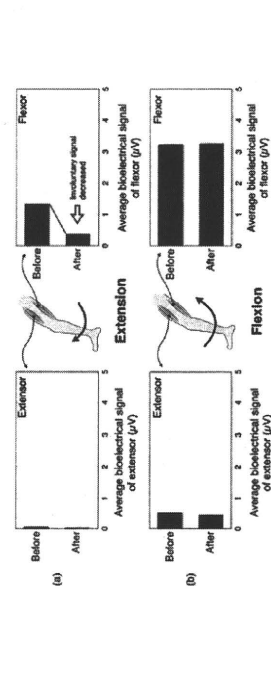 (a)
Extensor
Before
After
0 1 2 3 4 5
Average bioelectrical signal
of extensor (μV)
Extension
Flexor
Before
After
Involuntary signal
decreased
0 1 2 3 4 5
Average bioelectrical signal
of flexor (μV)
(b)
Extensor
Before
After
0 1 2 3 4 5
Average bioelectrical signal
of extensor (μV)
Flexion
Flexor
Before
After
0 1 2 3 4 5
Average bioelectrical signal
of flexor (μV)